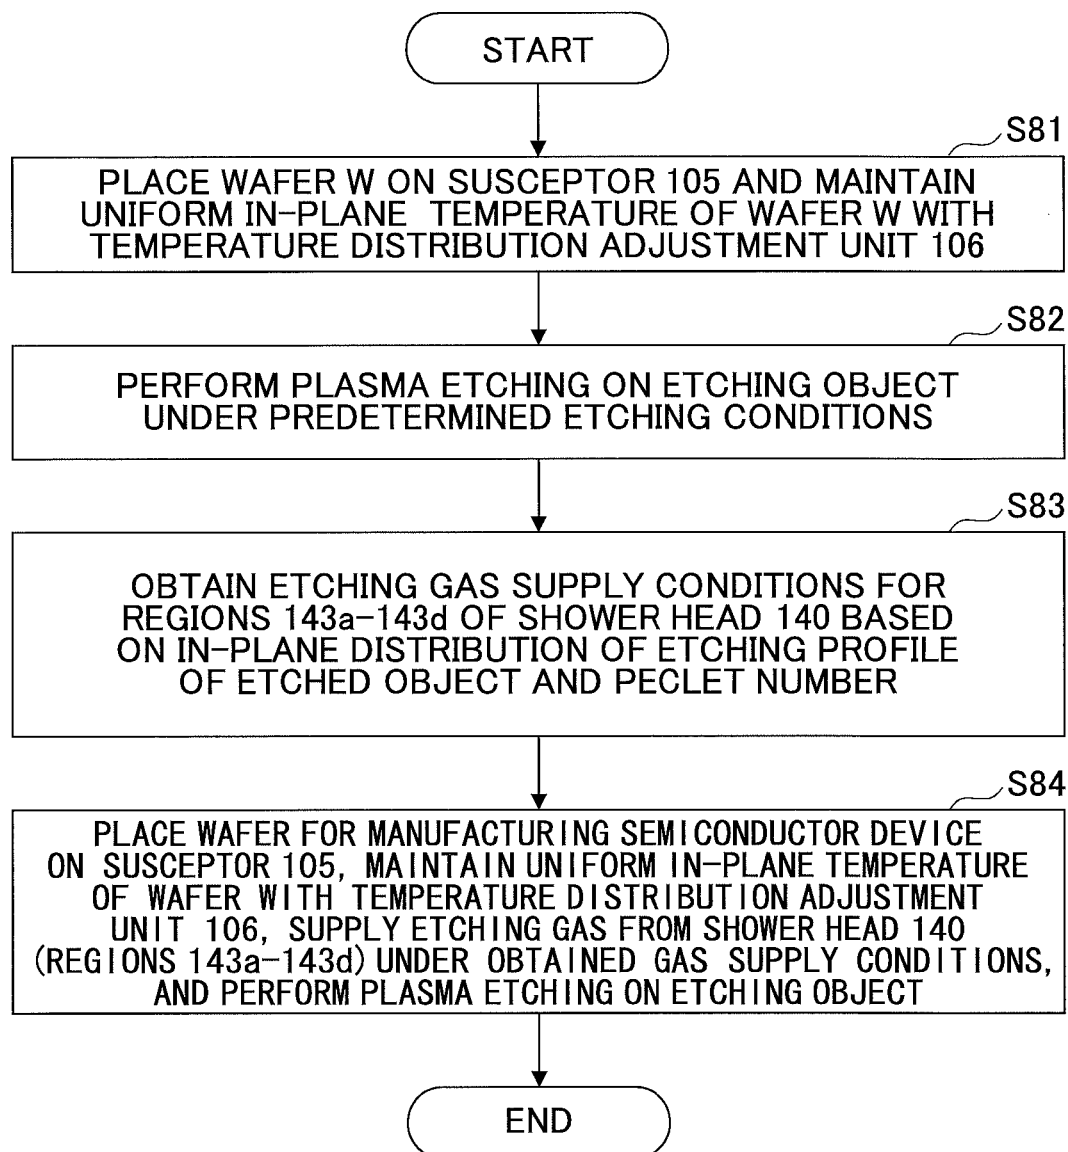 START
S81
PLACE WAFER W ON SUSCEPTOR 105 AND MAINTAIN
UNIFORM IN-PLANE TEMPERATURE OF WAFER W WITH
TEMPERATURE DISTRIBUTION ADJUSTMENT UNIT 106
S82
PERFORM PLASMA ETCHING ON ETCHING OBJECT
UNDER PREDETERMINED ETCHING CONDITIONS
S83
OBTAIN ETCHING GAS SUPPLY CONDITIONS FOR
REGIONS 143a-143d OF SHOWER HEAD 140 BASED
ON IN-PLANE DISTRIBUTION OF ETCHING PROFILE
OF ETCHED OBJECT AND PECLET NUMBER
S84
PLACE WAFER FOR MANUFACTURING SEMICONDUCTOR DEVICE
ON SUSCEPTOR 105, MAINTAIN UNIFORM IN-PLANE TEMPERATURE
OF WAFER WITH TEMPERATURE DISTRIBUTION ADJUSTMENT
UNIT 106, SUPPLY ETCHING GAS FROM SHOWER HEAD 140
(REGIONS 143a-143d) UNDER OBTAINED GAS SUPPLY CONDITIONS,
AND PERFORM PLASMA ETCHING ON ETCHING OBJECT
END